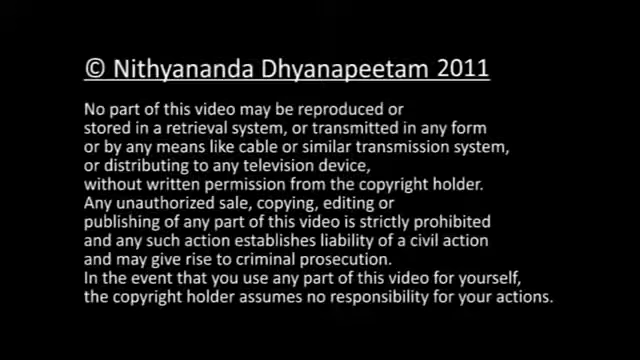 © Nithyananda Dhyanapeetam 2011
No part of this video may be reproduced or
stored in a retrieval system, or transmitted in any form
or by any means like cable or similar transmission system,
or distributing to any television device,
without written permission from the copyright holder.
Any unauthorized sale, copying, editing or
publishing of any part of this video is strictly prohibited
and any such action establishes liability of a civil action
and may give rise to criminal prosecution.
In the event that you use any part of this video for yourself,
the copyright holder assumes no responsibility for your actions.